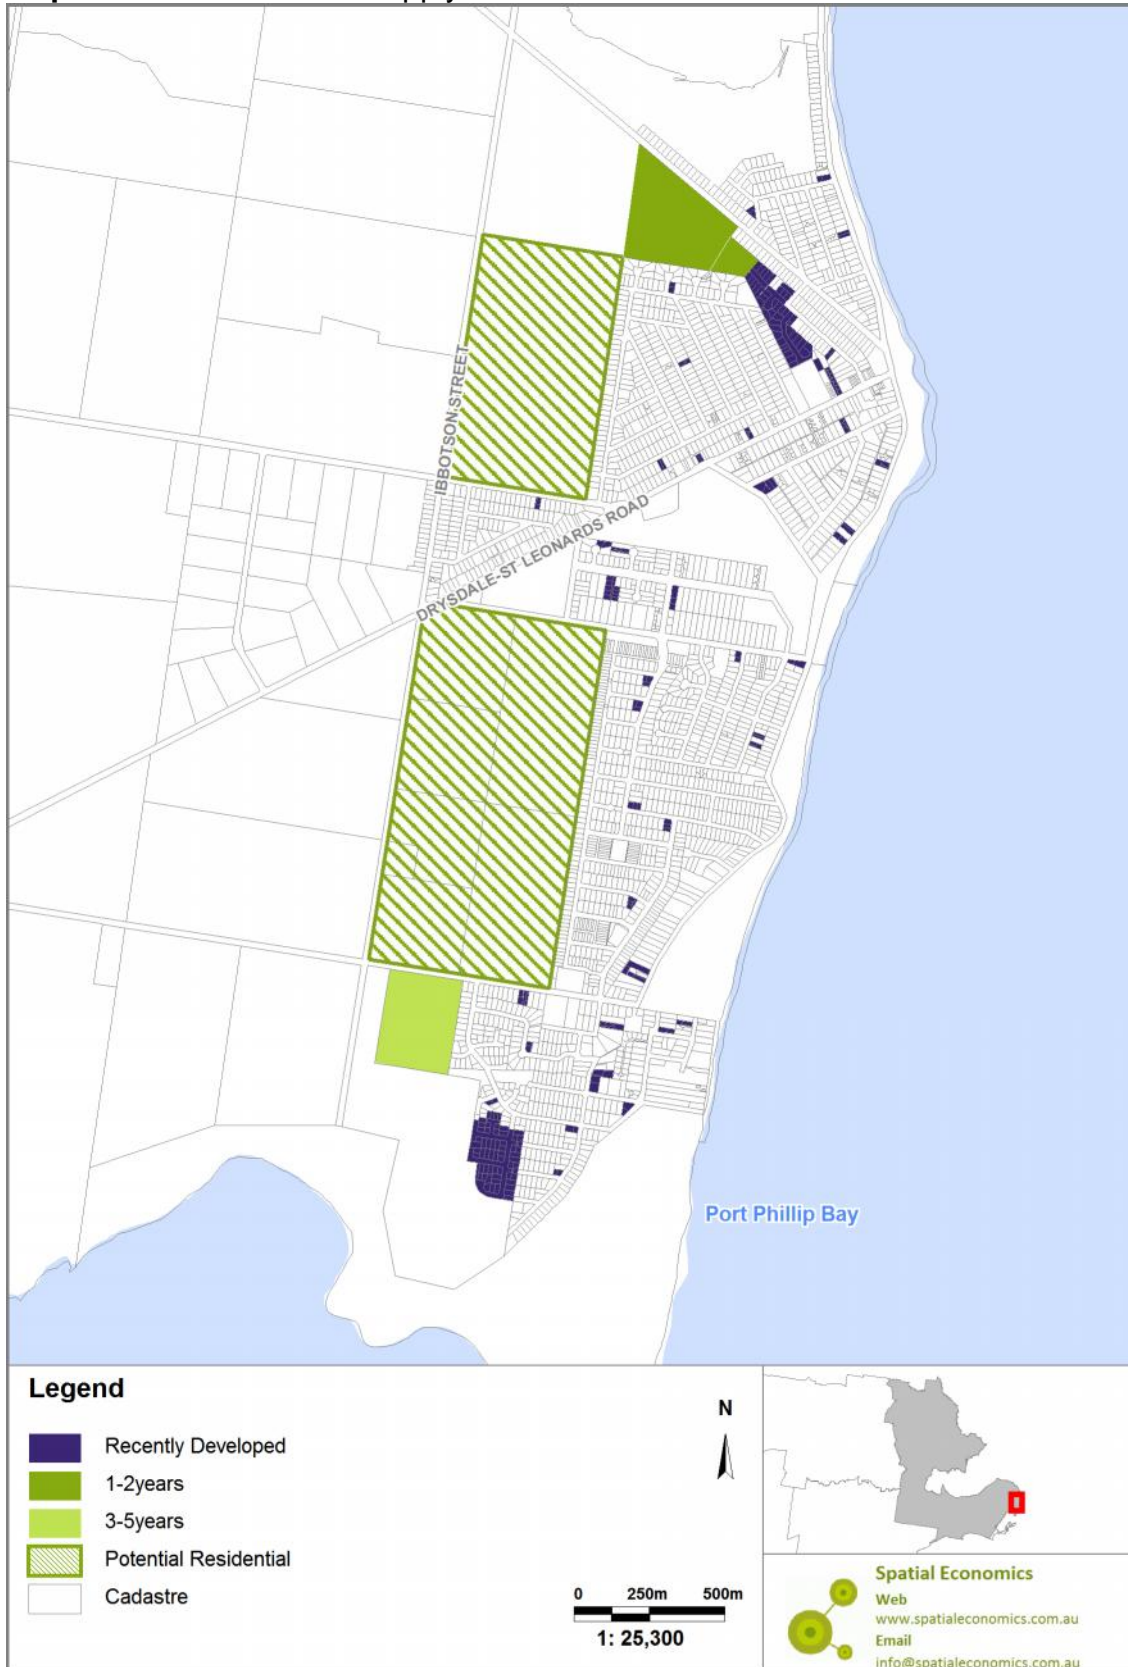 IBBOTSON STREET
DRYSDALE-ST LEONARDS ROAD
Port Phillip Bay
Legend
Recently Developed
1-2years
3-5years
Potential Residential
Cadastre
N
0 250m 500m
1: 25,300
Spatial Economics
Web
www.spatialeconomics.com.au
Email
info@spatialeconomics.com.au